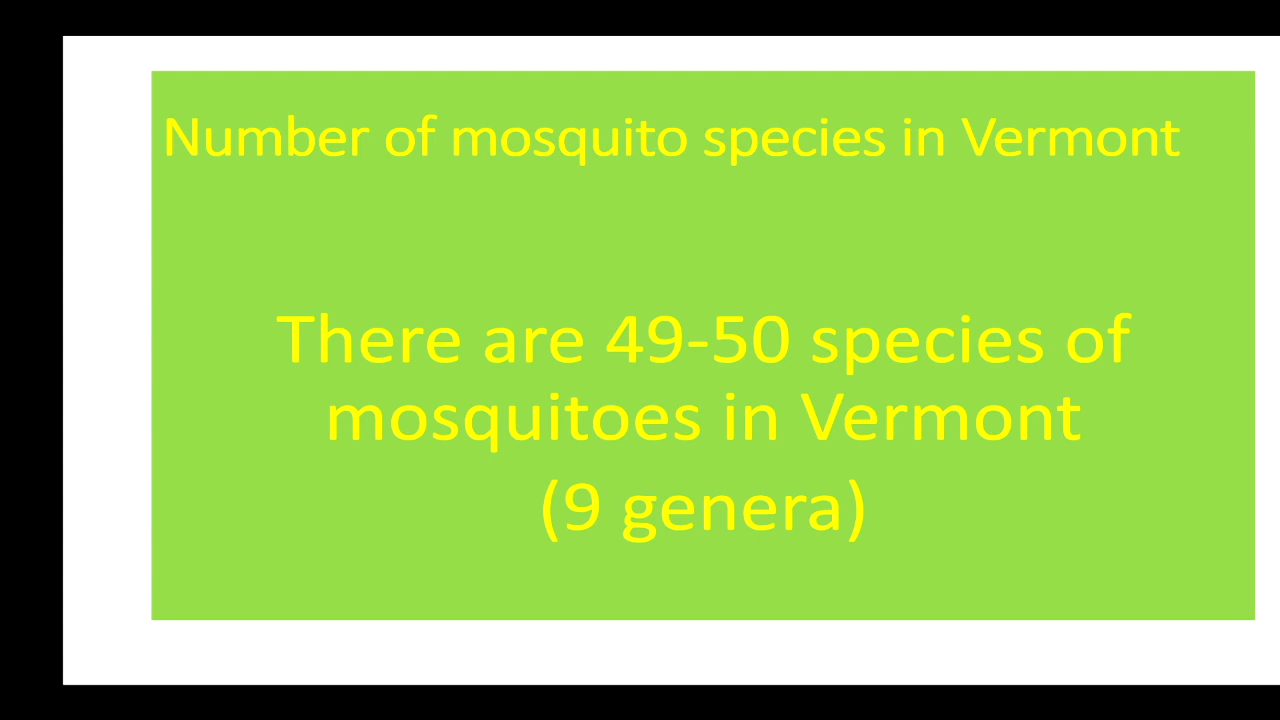 Number of mosquito species in Vermont
There are 49-50 species of
mosquitoes in Vermont
(9 genera)